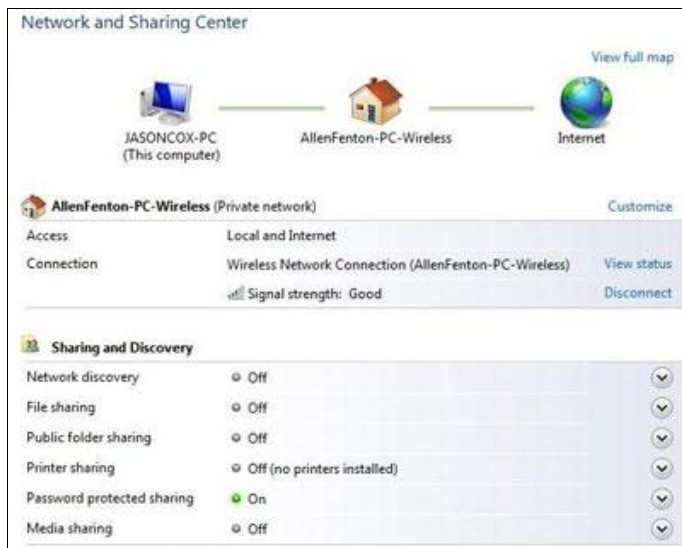 Network and Sharing Center
View full map
JASONCOX-PC
(This computer)
AllenFenton-PC-Wireless
Internet
AllenFenton-PC-Wireless (Private network) Customize
Access Local and Internet
Connection Wireless Network Connection (AllenFenton-PC-Wireless) View status
Signal strength: Good Disconnect
Sharing and Discovery
Network discovery Off
File sharing Off
Public folder sharing Off
Printer sharing Off (no printers installed)
Password protected sharing On
Media sharing Off